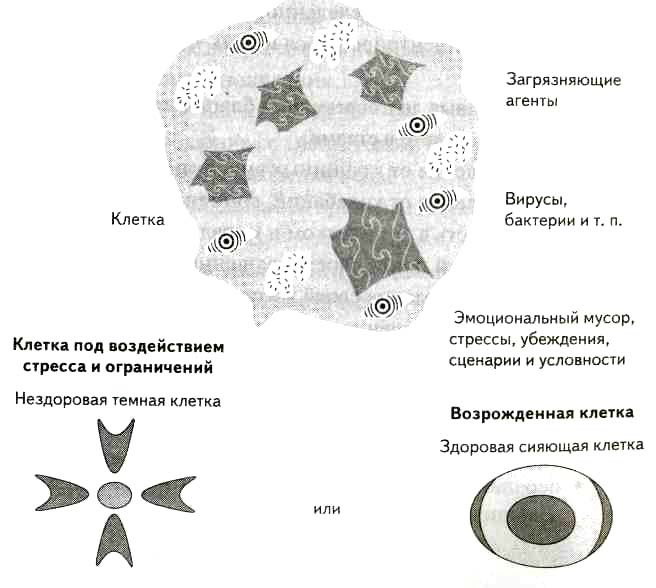 Загрязняющие
агенты
Клетка
Вирусы,
бактерии и т. п.
Эмоциональный мусор,
стрессы, убеждения,
сценарии и условности
Клетка под воздействием
стресса и ограничений
Нездоровая темная клетка
Возрожденная клетка
Здоровая сияющая клетка
или